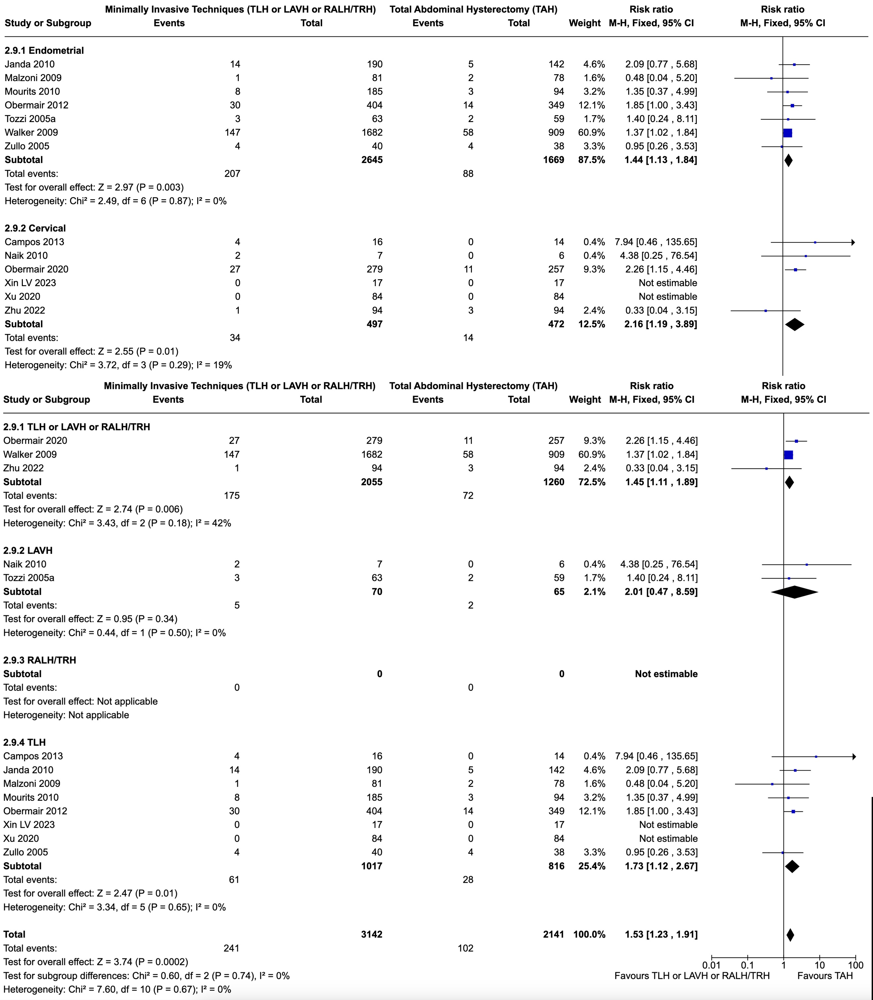 Minimally Invasive Techniques (TLH or LAVH or RALH/TRH) Total Abdominal Hysterectomy (TAH) Risk ratio Risk ratio
Study or Subgroup Events Total Events Total Weight M-H, Fixed, 95% CI M-H, Fixed, 95% CI
2.9.1 Endometrial
Janda 2010 14 190 5 142 4.6% 2.09 [0.77 , 5.68]
Malzoni 2009 1 81 2 78 1.6% 0.48 [0.04 , 5.20]
Mourits 2010 8 185 3 94 3.2% 1.35 [0.37 , 4.99]
Obermair 2012 30 404 14 349 12.1% 1.85 [1.00 , 3.43]
Tozzi 2005a 3 63 2 59 1.7% 1.40 [0.24 , 8.11]
Walker 2009 147 1682 58 909 60.9% 1.37 [1.02 , 1.84]
Zullo 2005 4 40 4 38 3.3% 0.95 [0.26 , 3.53]
Subtotal 2645 1669 87.5% 1.44 [1.13 , 1.84]
Total events: 207 88
Test for overall effect: Z = 2.97 (P = 0.003)
Heterogeneity: Chi² = 2.49, df = 6 (P = 0.87); I² = 0%
2.9.2 Cervical
Campos 2013 4 16 0 14 0.4% 7.94 [0.46 , 135.65]
Naik 2010 2 7 0 6 0.4% 4.38 [0.25 , 76.54]
Obermair 2020 27 279 11 257 9.3% 2.26 [1.15 , 4.46]
Xin LV 2023 0 17 0 17 Not estimable
Xu 2020 0 84 0 84 Not estimable
Zhu 2022 1 94 3 94 2.4% 0.33 [0.04 , 3.15]
Subtotal 497 472 12.5% 2.16 [1.19 , 3.89]
Total events: 34 14
Test for overall effect: Z = 2.55 (P = 0.01)
Heterogeneity: Chi² = 3.72, df = 3 (P = 0.29); I² = 19%
Minimally Invasive Techniques (TLH or LAVH or RALH/TRH) Total Abdominal Hysterectomy (TAH) Risk ratio Risk ratio
Study or Subgroup Events Total Events Total Weight M-H, Fixed, 95% CI M-H, Fixed, 95% CI
2.9.1 TLH or LAVH or RALH/TRH
Obermair 2020 27 279 11 257 9.3% 2.26 [1.15 , 4.46]
Walker 2009 147 1682 58 909 60.9% 1.37 [1.02 , 1.84]
Zhu 2022 1 94 3 94 2.4% 0.33 [0.04 , 3.15]
Subtotal 2055 1260 72.5% 1.45 [1.11 , 1.89]
Total events: 175 72
Test for overall effect: Z = 2.74 (P = 0.006)
Heterogeneity: Chi² = 3.43, df = 2 (P = 0.18); I² = 42%
2.9.2 LAVH
Naik 2010 2 7 0 6 0.4% 4.38 [0.25 , 76.54]
Tozzi 2005a 3 63 2 59 1.7% 1.40 [0.24 , 8.11]
Subtotal 70 65 2.1% 2.01 [0.47 , 8.59]
Total events: 5 2
Test for overall effect: Z = 0.95 (P = 0.34)
Heterogeneity: Chi² = 0.44, df = 1 (P = 0.50); I² = 0%
2.9.3 RALH/TRH
Subtotal 0 0 Not estimable
Total events: 0 0
Test for overall effect: Not applicable
Heterogeneity: Not applicable
2.9.4 TLH
Campos 2013 4 16 0 14 0.4% 7.94 [0.46 , 135.65]
Janda 2010 14 190 5 142 4.6% 2.09 [0.77 , 5.68]
Malzoni 2009 1 81 2 78 1.6% 0.48 [0.04 , 5.20]
Mourits 2010 8 185 3 94 3.2% 1.35 [0.37 , 4.99]
Obermair 2012 30 404 14 349 12.1% 1.85 [1.00 , 3.43]
Xin LV 2023 0 17 0 17 Not estimable
Xu 2020 0 84 0 84 Not estimable
Zullo 2005 4 40 4 38 3.3% 0.95 [0.26 , 3.53]
Subtotal 1017 816 25.4% 1.73 [1.12 , 2.67]
Total events: 61 28
Test for overall effect: Z = 2.47 (P = 0.01)
Heterogeneity: Chi² = 3.34, df = 5 (P = 0.65); I² = 0%
Total 3142 2141 100.0% 1.53 [1.23 , 1.91]
Total events: 241 102
Test for overall effect: Z = 3.74 (P = 0.0002) 0.01 0.1 1 10 100
Test for subgroup differences: Chi² = 0.60, df = 2 (P = 0.74), I² = 0% Favours TLH or LAVH or RALH/TRH Favours TAH
Heterogeneity: Chi² = 7.60, df = 10 (P = 0.67); I² = 0%